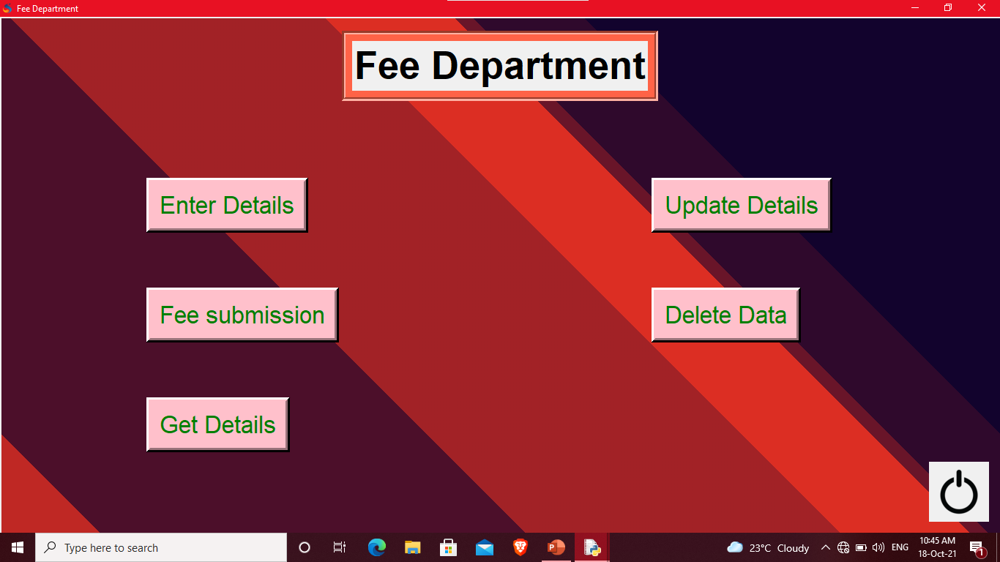 Fee Department
Fee Department
Enter Details
Update Details
Fee submission
Delete Data
Get Details
Type here to search
P
23°C Cloudy
ENG
10:45 AM
18-Oct-21
1